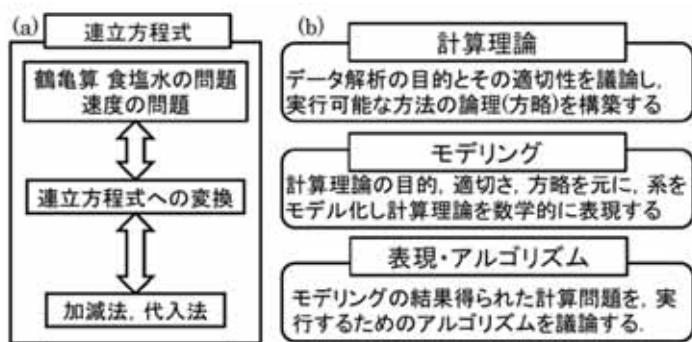 (a)
連立方程式
鶴亀算 食塩水の問題
速度の問題
連立方程式への変換
加減法, 代入法
(b)
計算理論
データ解析の目的とその適切性を議論し,
実行可能な方法の論理(方略)を構築する
モデリング
計算理論の目的, 適切さ, 方略を元に, 系を
モデル化し計算理論を数学的に表現する
表現・アルゴリズム
モデリングの結果得られた計算問題を, 実
行するためのアルゴリズムを議論する.